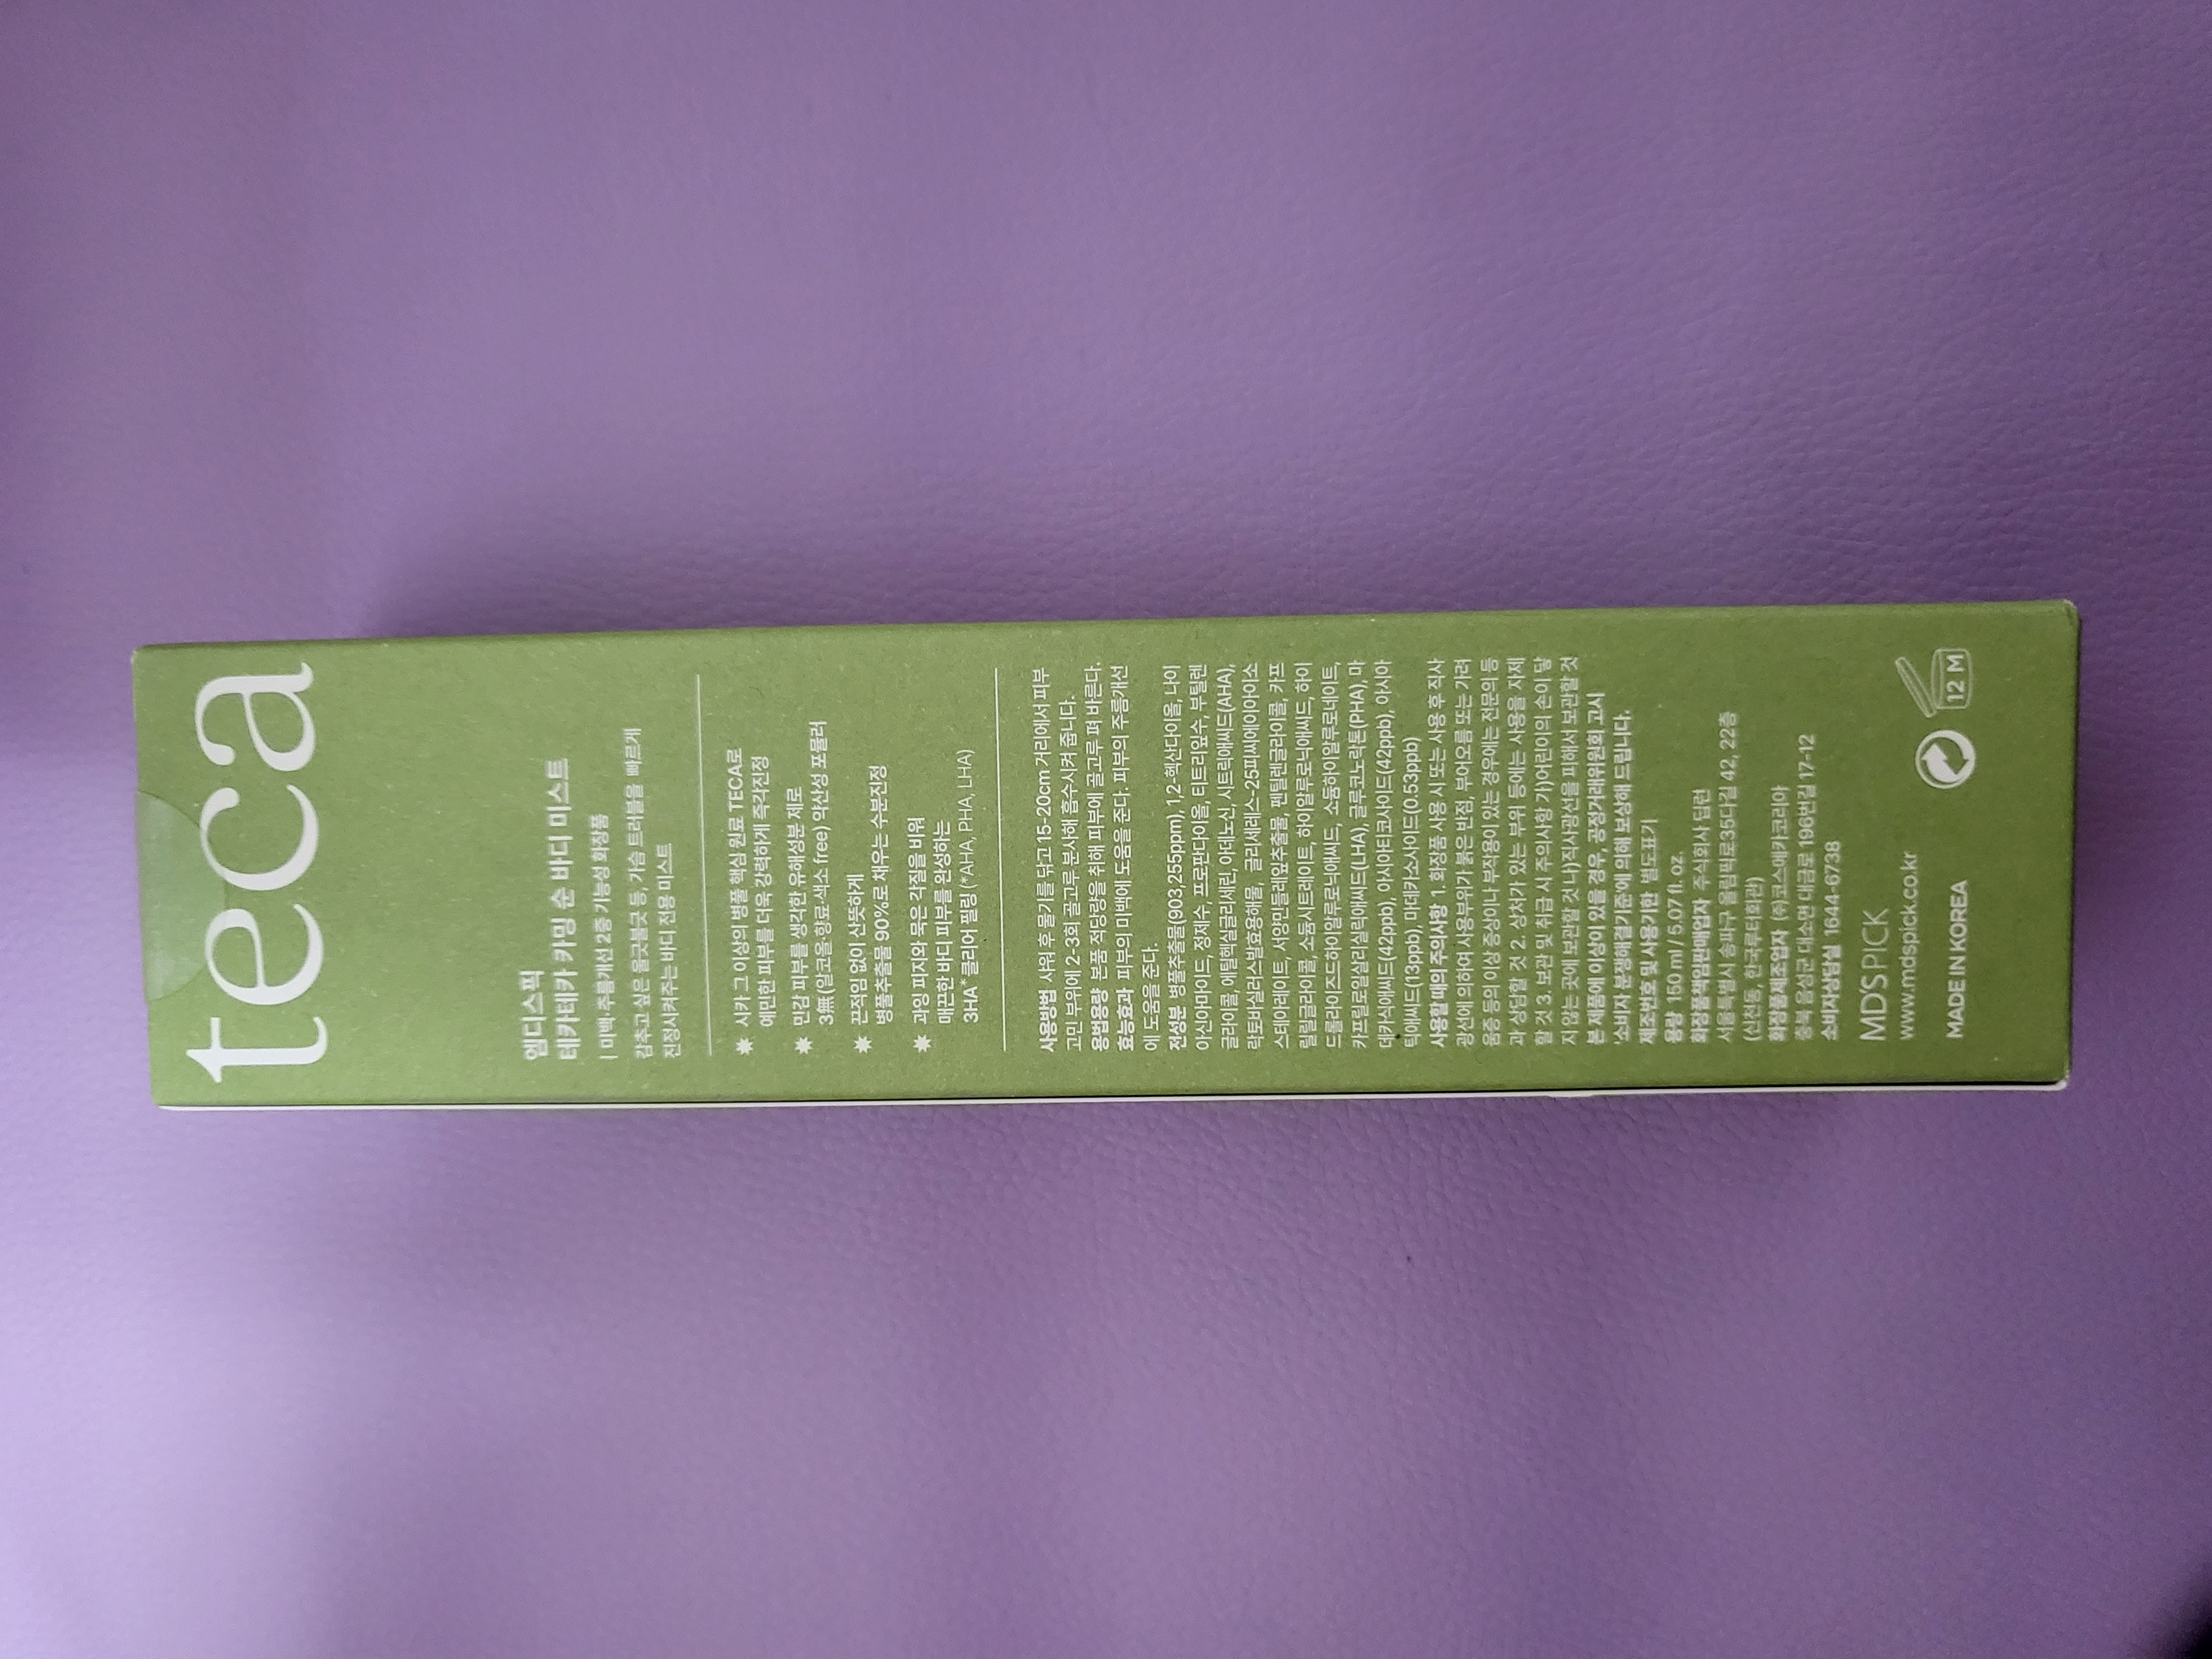 teca
엠디스픽
테카테카 카밍 순 바디 미스트
| 미백, 주름개선 2중 기능성 화장품
감추고 싶은 울긋불긋 등, 가슴 트러블을 빠르게
진정시켜주는 바디 전용 미스트
시카 그 이상의 병풀 핵심 원료 TECA로
예민한 피부를 더욱 강력하게 즉각진정
민감 피부를 생각한 유해성분 제로
3無(알코올 향료 색소 free) 약산성 포뮬러
끈적임 없이 산뜻하게
병풀추출물 90%로 채우는 수분진정
과잉 피지와 묵은 각질을 비워
매끈한 바디 피부를 완성하는
3HA* 클리어 필링 (*AHA, PHA, LHA)
사용방법 샤워 후 물기를 닦고 15-20cm 거리에서 피부
고민 부위에 2-3회 골고루 분사해 흡수시켜 줍니다.
용법용량 본품 적당량을 취해 피부에 골고루 펴 바른다.
효능효과 피부의 미백에 도움을 준다. 피부의 주름개선
에 도움을 준다.
전성분 병풀추출물(903,255ppm), 1,2-헥산다이올, 나이
아신아마이드, 정제수, 프로판다이올, 티트리잎수, 부틸렌
글라이콜, 에틸헥실글리세린, 아데노신, 시트릭애씨드(AHA),
락토바실러스발효용해물, 글리세레스-25피씨에이아이소
스테아레이트, 서양민들레잎추출물, 펜틸렌글라이콜, 카프
릴릴글라이콜, 소듐시트레이트, 하이알루로닉애씨드, 하이
드롤라이즈드하이알루로닉애씨드, 소듐하이알루로네이트,
카프릴로일살리실릭애씨드(LHA), 글루코노락톤(PHA), 마
데카식애씨드(42ppb), 아시아티코사이드(42ppb), 아시아
틱애씨드(13ppb), 마데카소사이드(0.53ppb)
사용할 때의 주의사항 1. 화장품 사용 시 또는 사용 후 직사
광선에 의하여 사용부위가 붉은 반점, 부어오름 또는 가려
움증 등의 이상 증상이나 부작용이 있는 경우에는 전문의 등
과 상담할 것 2. 상처가 있는 부위 등에는 사용을 자제
할 것 3. 보관 및 취급 시 주의사항 가)어린이의 손이 닿
지 않는 곳에 보관할 것 나)직사광선을 피해서 보관할 것
본 제품에 이상이 있을 경우, 공정거래위원회 고시
'소비자 분쟁해결기준'에 의해 보상해 드립니다.
제조번호 및 사용기한 별도표기
용량 150 ml / 5.07 fl. oz.
화장품책임판매업자 주식회사 딥런
서울특별시 송파구 올림픽로35다길 42, 22층
(신천동, 한국루터회관)
화장품제조업자 (주)코스메카코리아
충북 음성군 대소면 대금로 196번길 17-12
소비자상담실 1644-6738
MDSPICK
www.mdspick.co.kr
MADE IN KOREA
12 M